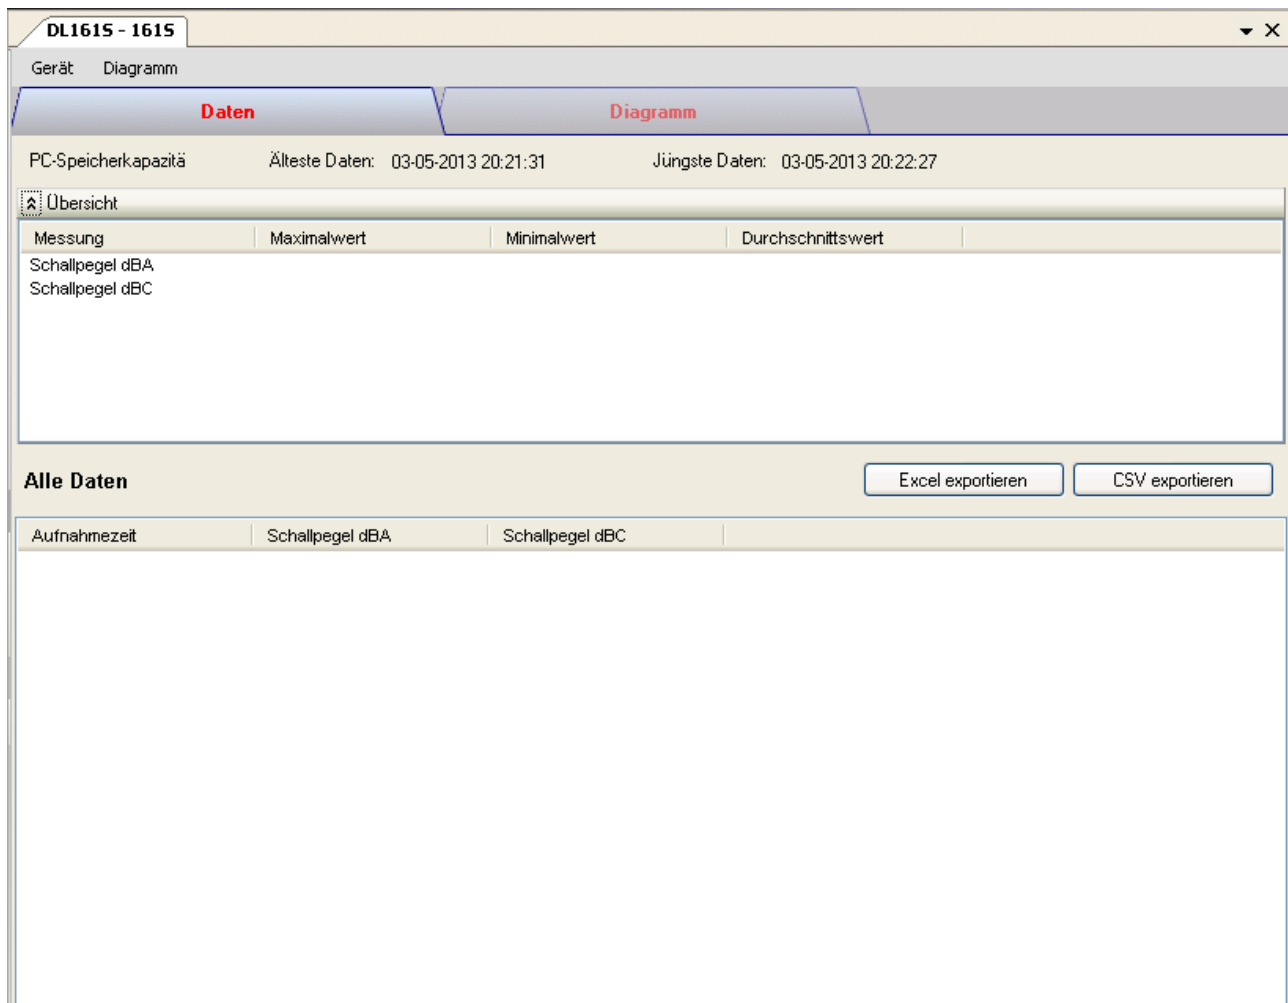 DL161S - 161S
Gerät Diagramm
Daten Diagramm
PC-Speicherkapazitä Älteste Daten: 03-05-2013 20:21:31 Jüngste Daten: 03-05-2013 20:22:27
Übersicht
Messung Maximalwert Minimalwert Durchschnittswert
Schallpegel dBA
Schallpegel dBC
Alle Daten Excel exportieren CSV exportieren
Aufnahmezeit Schallpegel dBA Schallpegel dBC